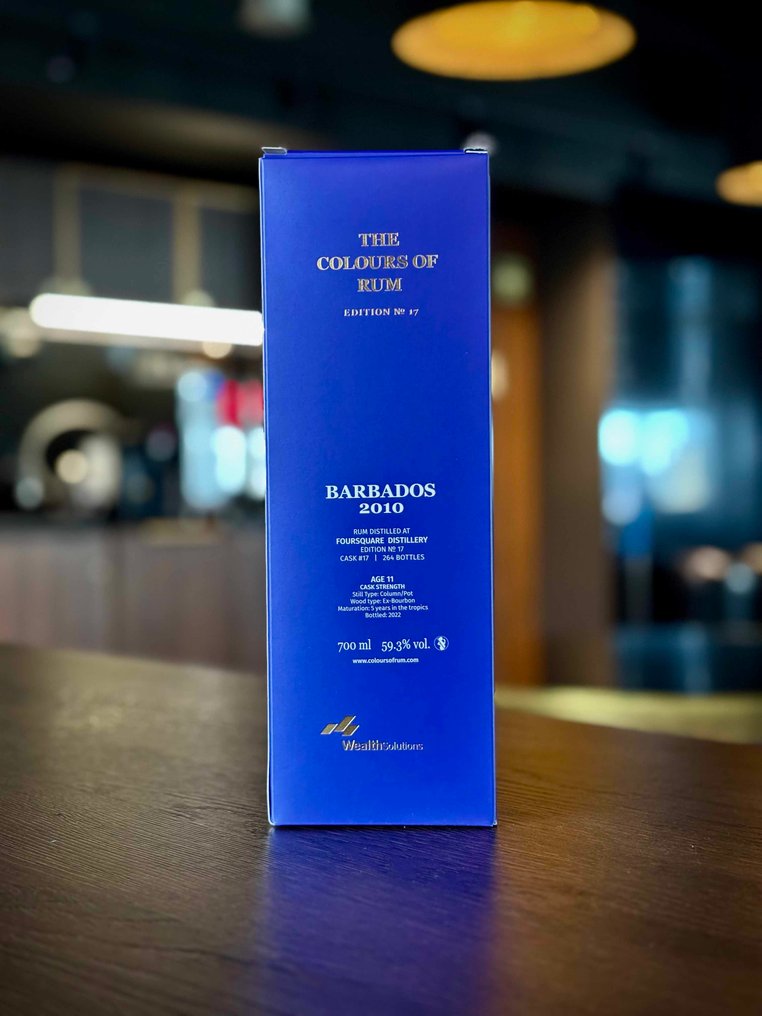 THE
COLOURS OF
RUM
EDITION № 17
BARBADOS
2010
RUM DISTILLED AT
FOURSQUARE DISTILLERY
EDITION № 17
CASK #17 | 264 BOTTLES
AGE 11
CASK STRENGTH
Still Type: Column/Pot
Wood type: Ex-Bourbon
Maturation: 5 years in the tropics
Bottled: 2022
700 ml 59.3% vol.
www.coloursofrum.com
WealthSolutions